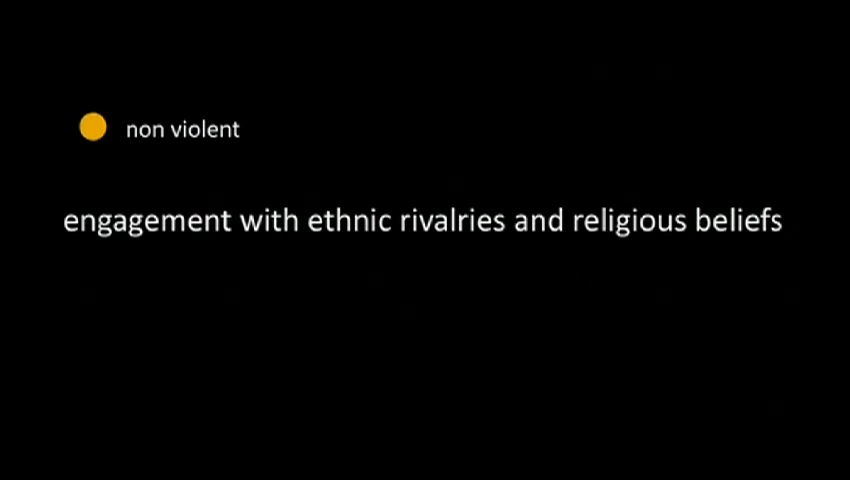 non violent
engagement with ethnic rivalries and religious beliefs